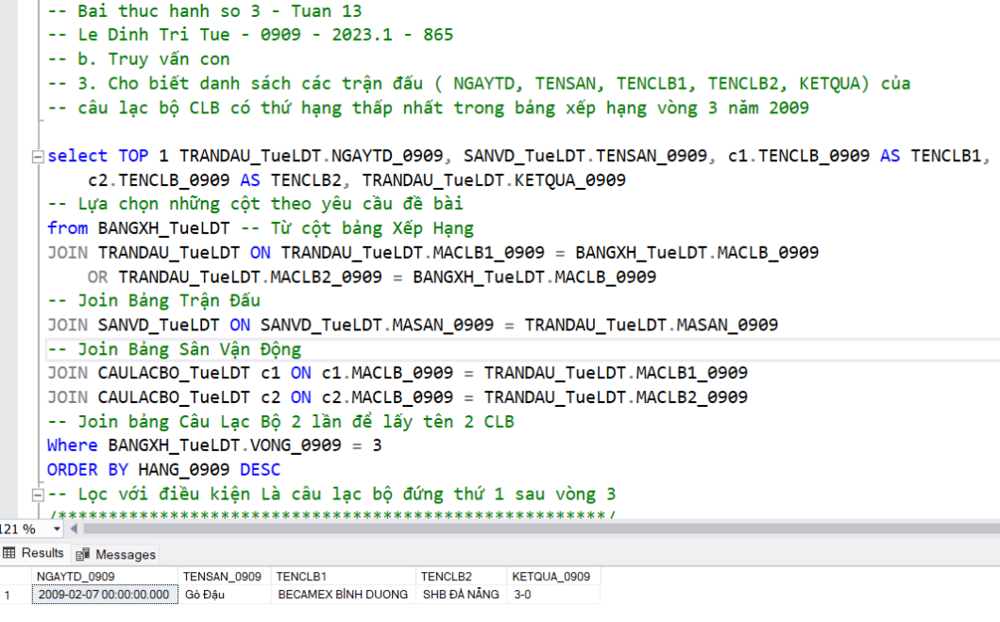 -- Bai thuc hanh so 3 - Tuan 13
-- Le Dinh Tri Tue - 0909 - 2023.1 - 865
-- b. Truy vấn con
-- 3. Cho biết danh sách các trận đấu ( NGAYTD, TENSAN, TENCLB1, TENCLB2, KETQUA) của
-- câu lạc bộ CLB có thứ hạng thấp nhất trong bảng xếp hạng vòng 3 năm 2009
select TOP 1 TRANDAU_TueLDT.NGAYTD_0909, SANVD_TueLDT.TENSAN_0909, c1.TENCLB_0909 AS TENCLB1,
c2.TENCLB_0909 AS TENCLB2, TRANDAU_TueLDT.KETQUA_0909
-- Lựa chọn những cột theo yêu cầu đề bài
from BANGXH_TueLDT -- Từ cột bảng Xếp Hạng
JOIN TRANDAU_TueLDT ON TRANDAU_TueLDT.MACLB1_0909 = BANGXH_TueLDT.MACLB_0909
OR TRANDAU_TueLDT.MACLB2_0909 = BANGXH_TueLDT.MACLB_0909
-- Join Bảng Trận Đấu
JOIN SANVD_TueLDT ON SANVD_TueLDT.MASAN_0909 = TRANDAU_TueLDT.MASAN_0909
-- Join Bảng Sân Vận Động
JOIN CAULACBO_TueLDT c1 ON c1.MACLB_0909 = TRANDAU_TueLDT.MACLB1_0909
JOIN CAULACBO_TueLDT c2 ON c2.MACLB_0909 = TRANDAU_TueLDT.MACLB2_0909
-- Join bảng Câu Lạc Bộ 2 lần để lấy tên 2 CLB
Where BANGXH_TueLDT.VONG_0909 = 3
ORDER BY HANG_0909 DESC
-- Lọc với điều kiện Là câu lạc bộ đứng thứ 1 sau vòng 3
/*******************************************************/
121 %
Results Messages
NGAYTD_0909 TENSAN_0909 TENCLB1 TENCLB2 KETQUA_0909
1 2009-02-07 00:00:00.000 Gò Đậu BECAMEX BÌNH DUONG SHB ĐÀ NẴNG 3-0